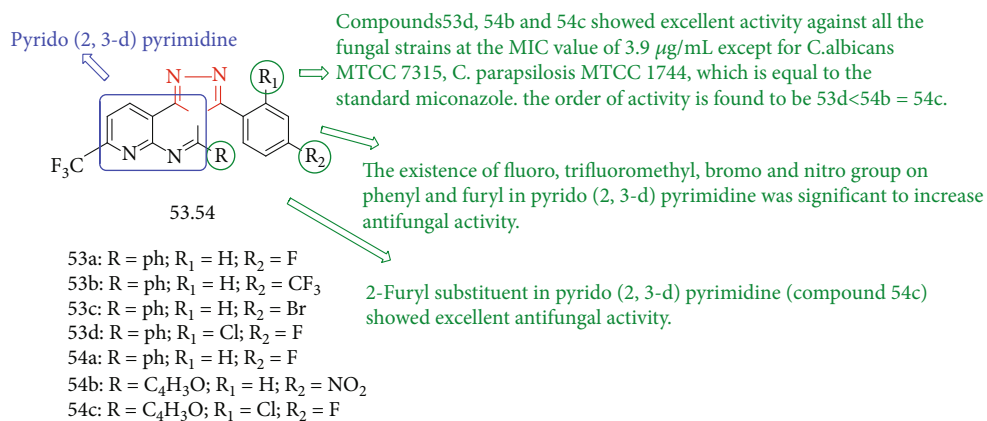 Pyrido (2, 3-d) pyrimidine
Compounds53d, 54b and 54c showed excellent activity against all the
fungal strains at the MIC value of 3.9 μg/mL except for C.albicans
MTCC 7315, C. parapsilosis MTCC 1744, which is equal to the
standard miconazole. the order of activity is found to be 53d<54b = 54c.
N N
R₁
N N
F₃C
R
R₂
The existence of fluoro, trifluoromethyl, bromo and nitro group on
phenyl and furyl in pyrido (2, 3-d) pyrimidine was significant to increase
antifungal activity.
53.54
2-Furyl substituent in pyrido (2, 3-d) pyrimidine (compound 54c)
showed excellent antifungal activity.
53a: R = ph; R₁ = H; R₂ = F
53b: R = ph; R₁ = H; R₂ = CF₃
53c: R = ph; R₁ = H; R₂ = Br
53d: R = ph; R₁ = Cl; R₂ = F
54a: R = ph; R₁ = H; R₂ = F
54b: R = C₄H₃O; R₁ = H; R₂ = NO₂
54c: R = C₄H₃O; R₁ = Cl; R₂ = F